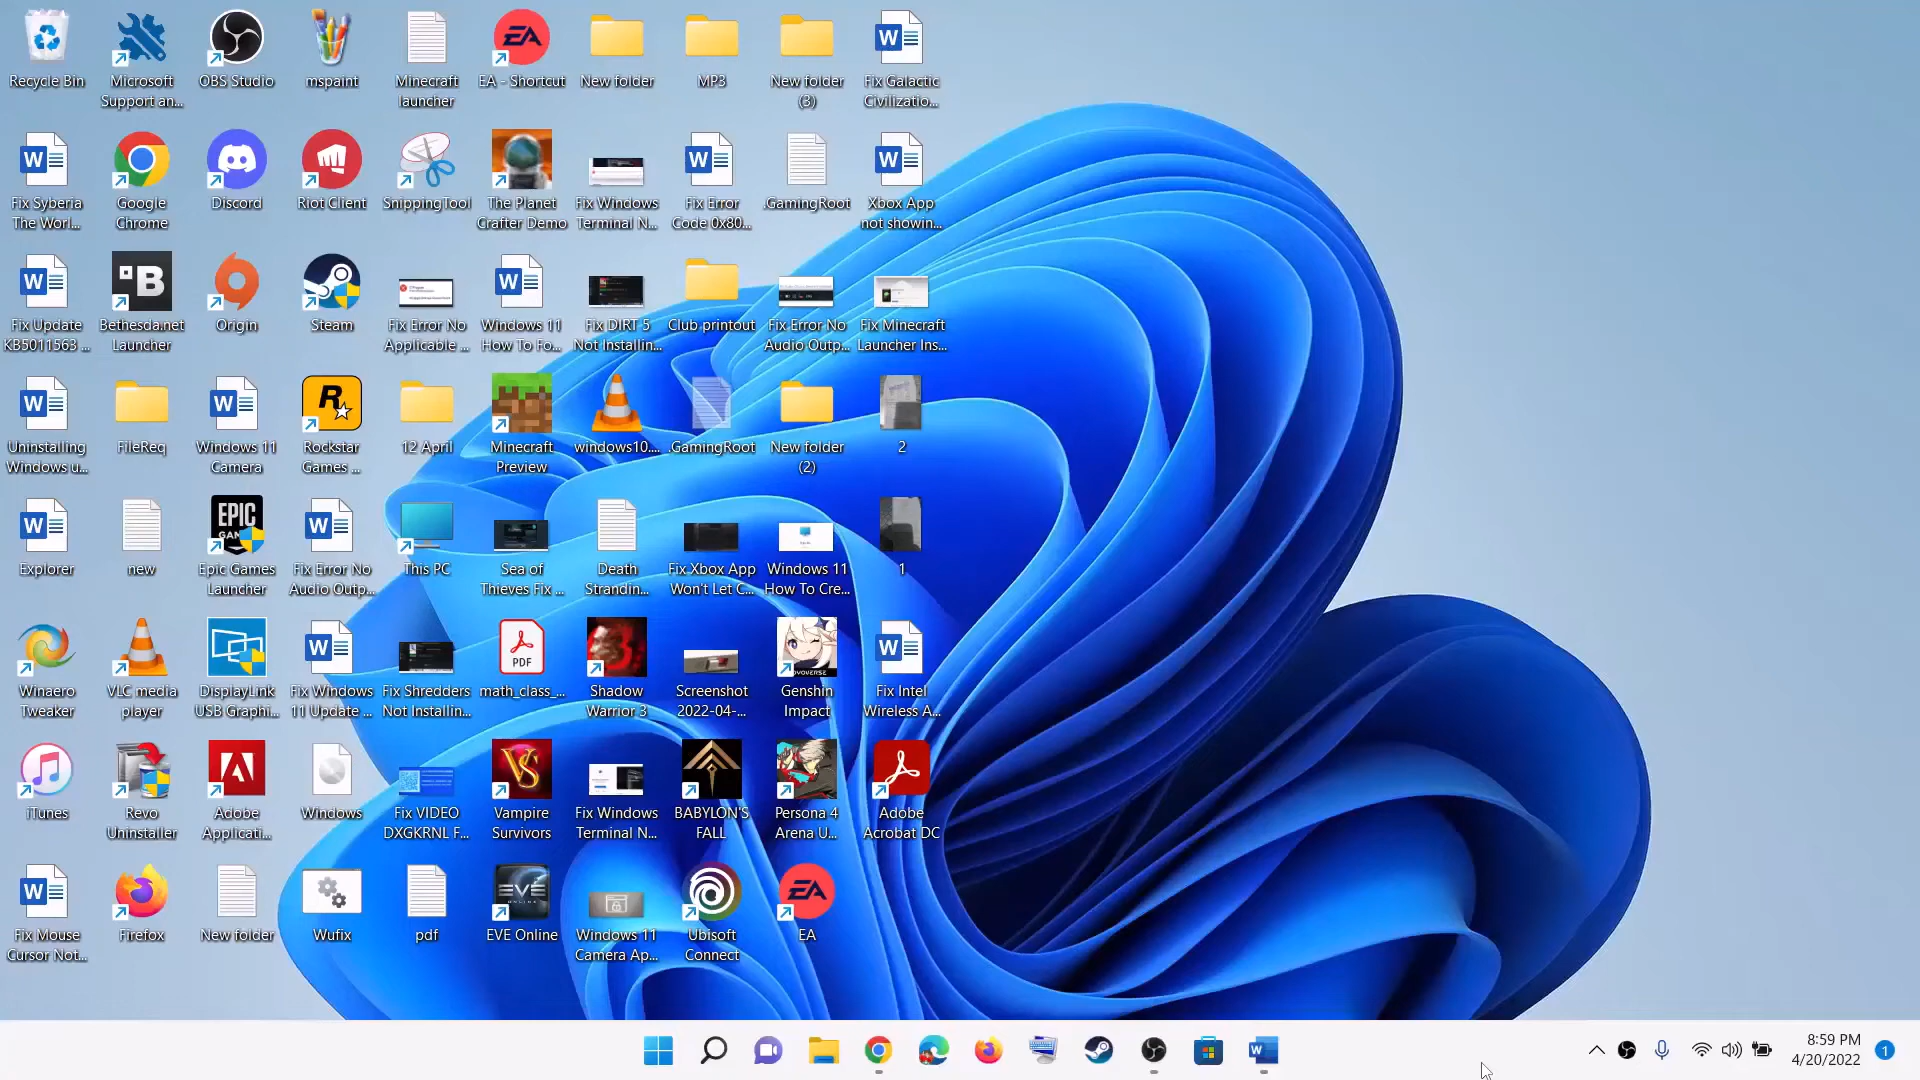 Recycle Bin
Microsoft
Support an...
OBS Studio
mspaint
Minecraft
launcher
EA - Shortcut
New folder
MP3
New folder
(3)
Fix Galactic
Civilizatio...
Fix Syberia
The Worl...
Google
Chrome
Discord
Riot Client
SnippingTool
The Planet
Crafter Demo
Fix Windows
Terminal N...
Fix Error
Code 0x80...
.GamingRoot
Xbox App
not showin...
Fix Update
KB5011563 ...
Bethesda.net
Launcher
Origin
Steam
Fix Error No
Applicable ...
Windows 11
How To Fo...
Fix DIRT 5
Not Installin...
Club printout
Fix Error No
Audio Outp...
Fix Minecraft
Launcher Ins...
Uninstalling
Windows u...
FileReq
Windows 11
Camera
Rockstar
Games ...
12 April
Minecraft
Preview
windows10....
.GamingRoot
New folder
(2)
2
Explorer
new
EPIC
Epic Games
Launcher
Fix Error No
Audio Outp...
This PC
Sea of
Thieves Fix ...
Death
Strandin...
Fix Xbox App
Won't Let C...
Windows 11
How To Cre...
1
Winaero
Tweaker
VLC media
player
DisplayLink
USB Graphi...
Fix Windows
11 Update ...
Fix Shredders
Not Installin...
PDF
math_class_...
Shadow
Warrior 3
Screenshot
2022-04-...
Genshin
Impact
Fix Intel
Wireless A...
iTunes
Revo
Uninstaller
Adobe
Applicati...
Windows
Fix VIDEO
DXGKRNL F...
Vampire
Survivors
Fix Windows
Terminal N...
BABYLON'S
FALL
Persona 4
Arena U...
Adobe
Acrobat DC
Fix Mouse
Cursor Not...
Firefox
New folder
Wufix
pdf
EVE Online
Windows 11
Camera Ap...
Ubisoft
Connect
EA
8:59 PM
4/20/2022
1